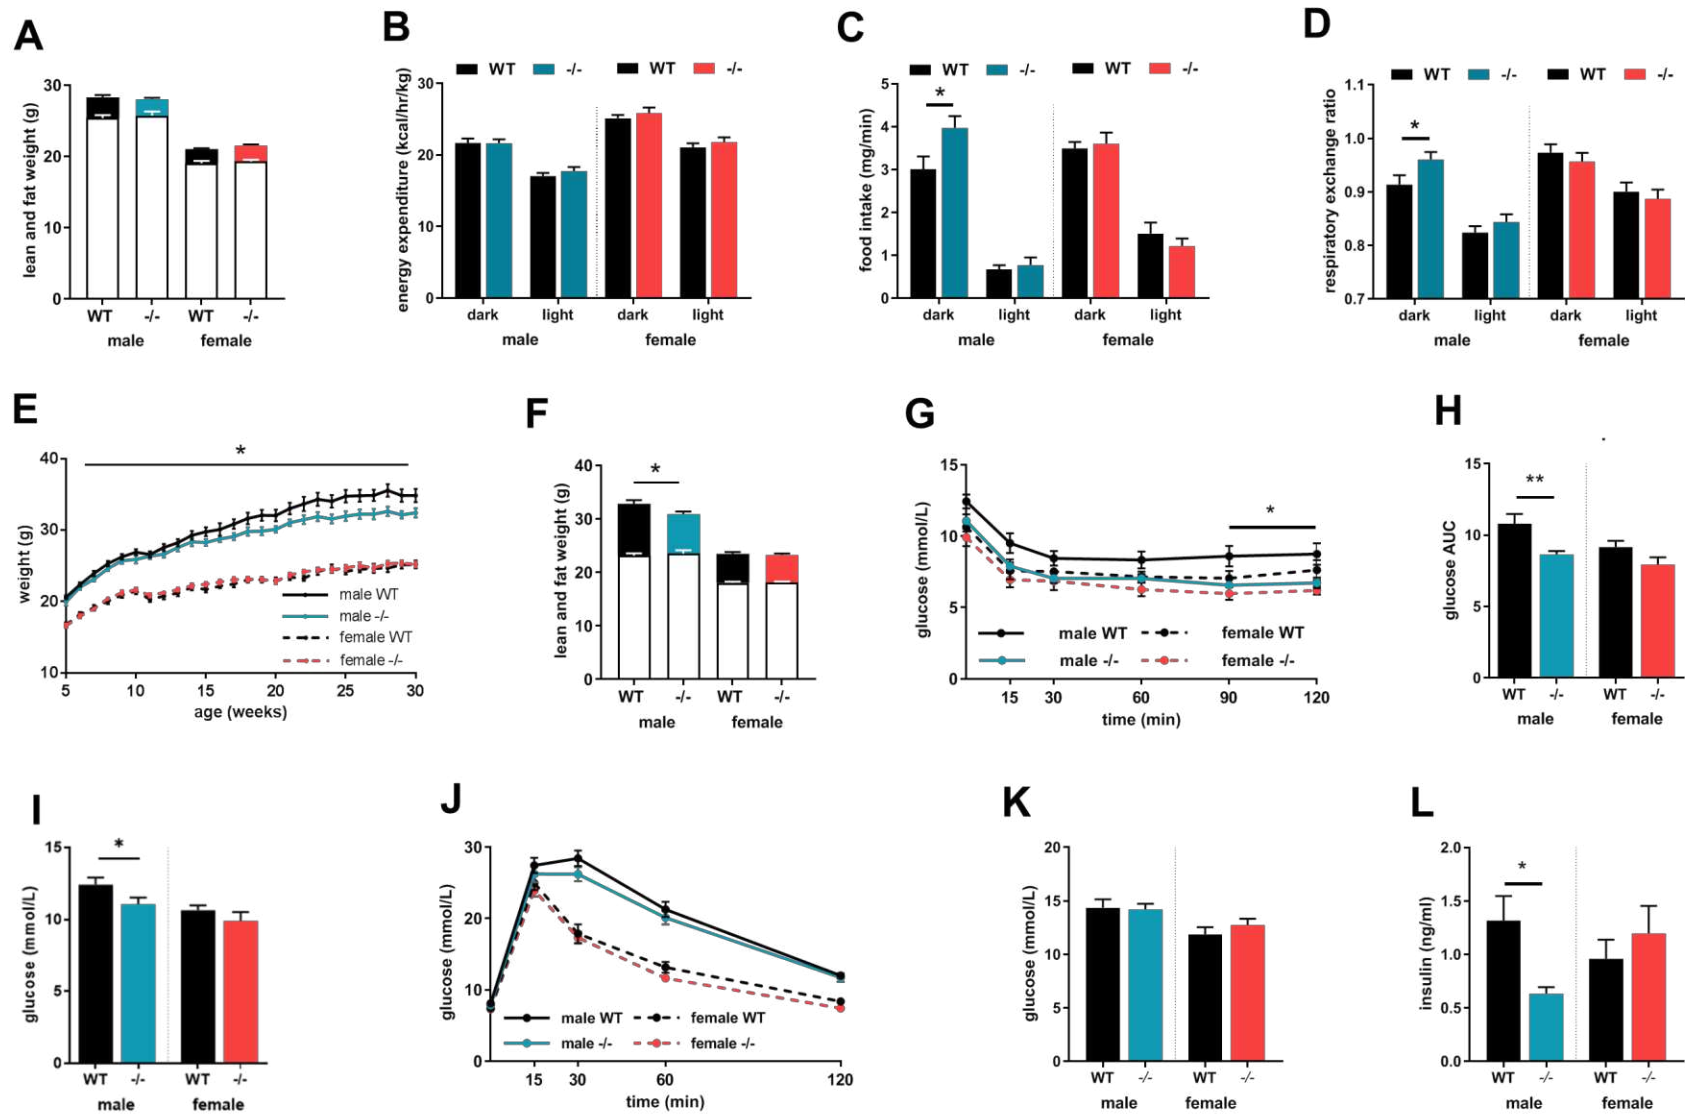 A
lean and fat weight (g)
30
20
10
0
WT -/- WT -/-
male female
B
WT -/- WT -/-
energy expenditure (kcal/hr/kg)
30
20
10
0
dark light dark light
male female
C
WT -/- WT -/-
food intake (mg/min)
5
4
3
2
1
0
*
dark light dark light
male female
D
WT -/- WT -/-
respiratory exchange ratio
1.1
1.0
0.9
0.8
0.7
*
dark light dark light
male female
E
weight (g)
40
30
20
10
*
male WT
male -/-
female WT
female -/-
5 10 15 20 25 30
age (weeks)
F
lean and fat weight (g)
40
30
20
10
0
*
WT -/- WT -/-
male female
G
glucose (mmol/L)
15
10
5
0
*
male WT female WT
male -/- female -/-
15 30 60 90 120
time (min)
H
glucose AUC
15
10
5
0
**
WT -/- WT -/-
male female
I
glucose (mmol/L)
15
10
5
0
*
WT -/- WT -/-
male female
J
glucose (mmol/L)
30
20
10
0
male WT female WT
male -/- female -/-
15 30 60 120
time (min)
K
glucose (mmol/L)
20
15
10
5
0
WT -/- WT -/-
male female
L
insulin (ng/ml)
2.0
1.5
1.0
0.5
0.0
*
WT -/- WT -/-
male female